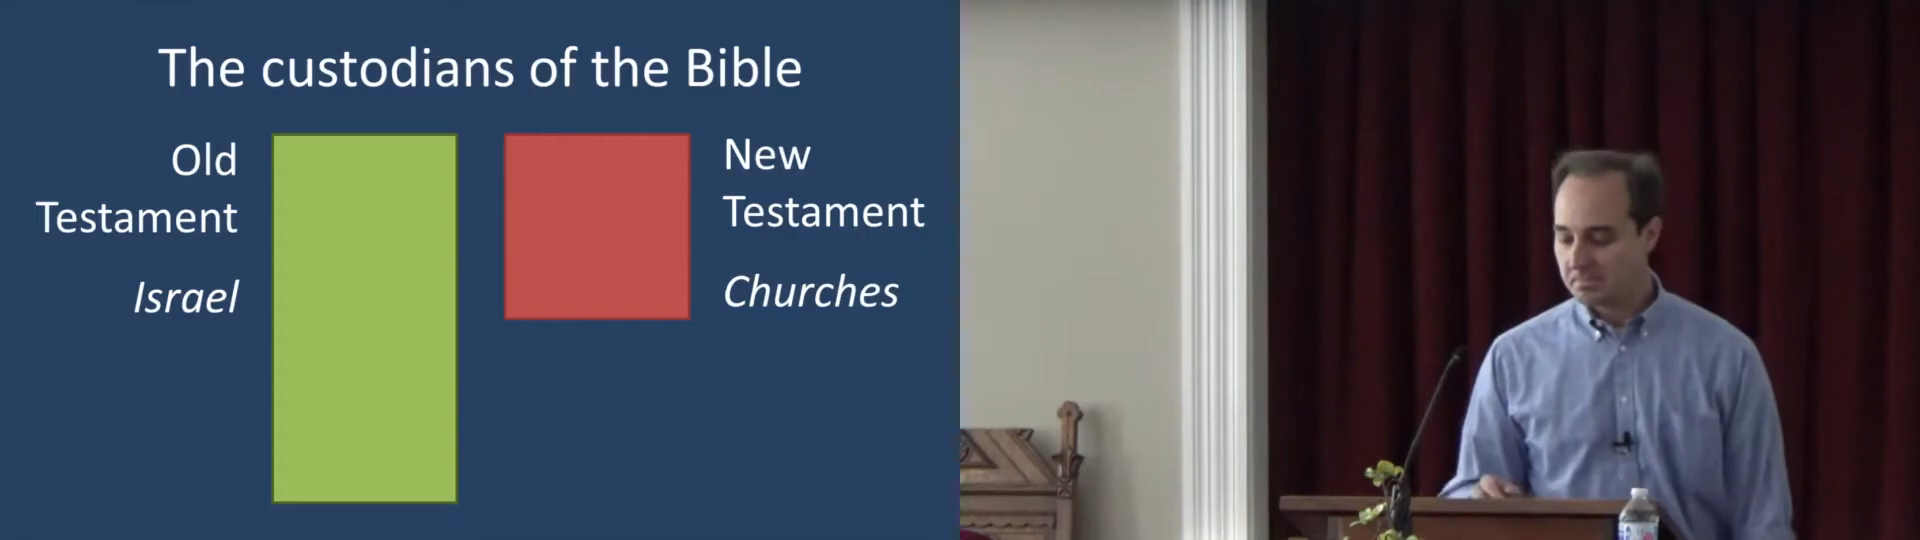 The custodians of the Bible
Old
Testament
Israel
New
Testament
Churches